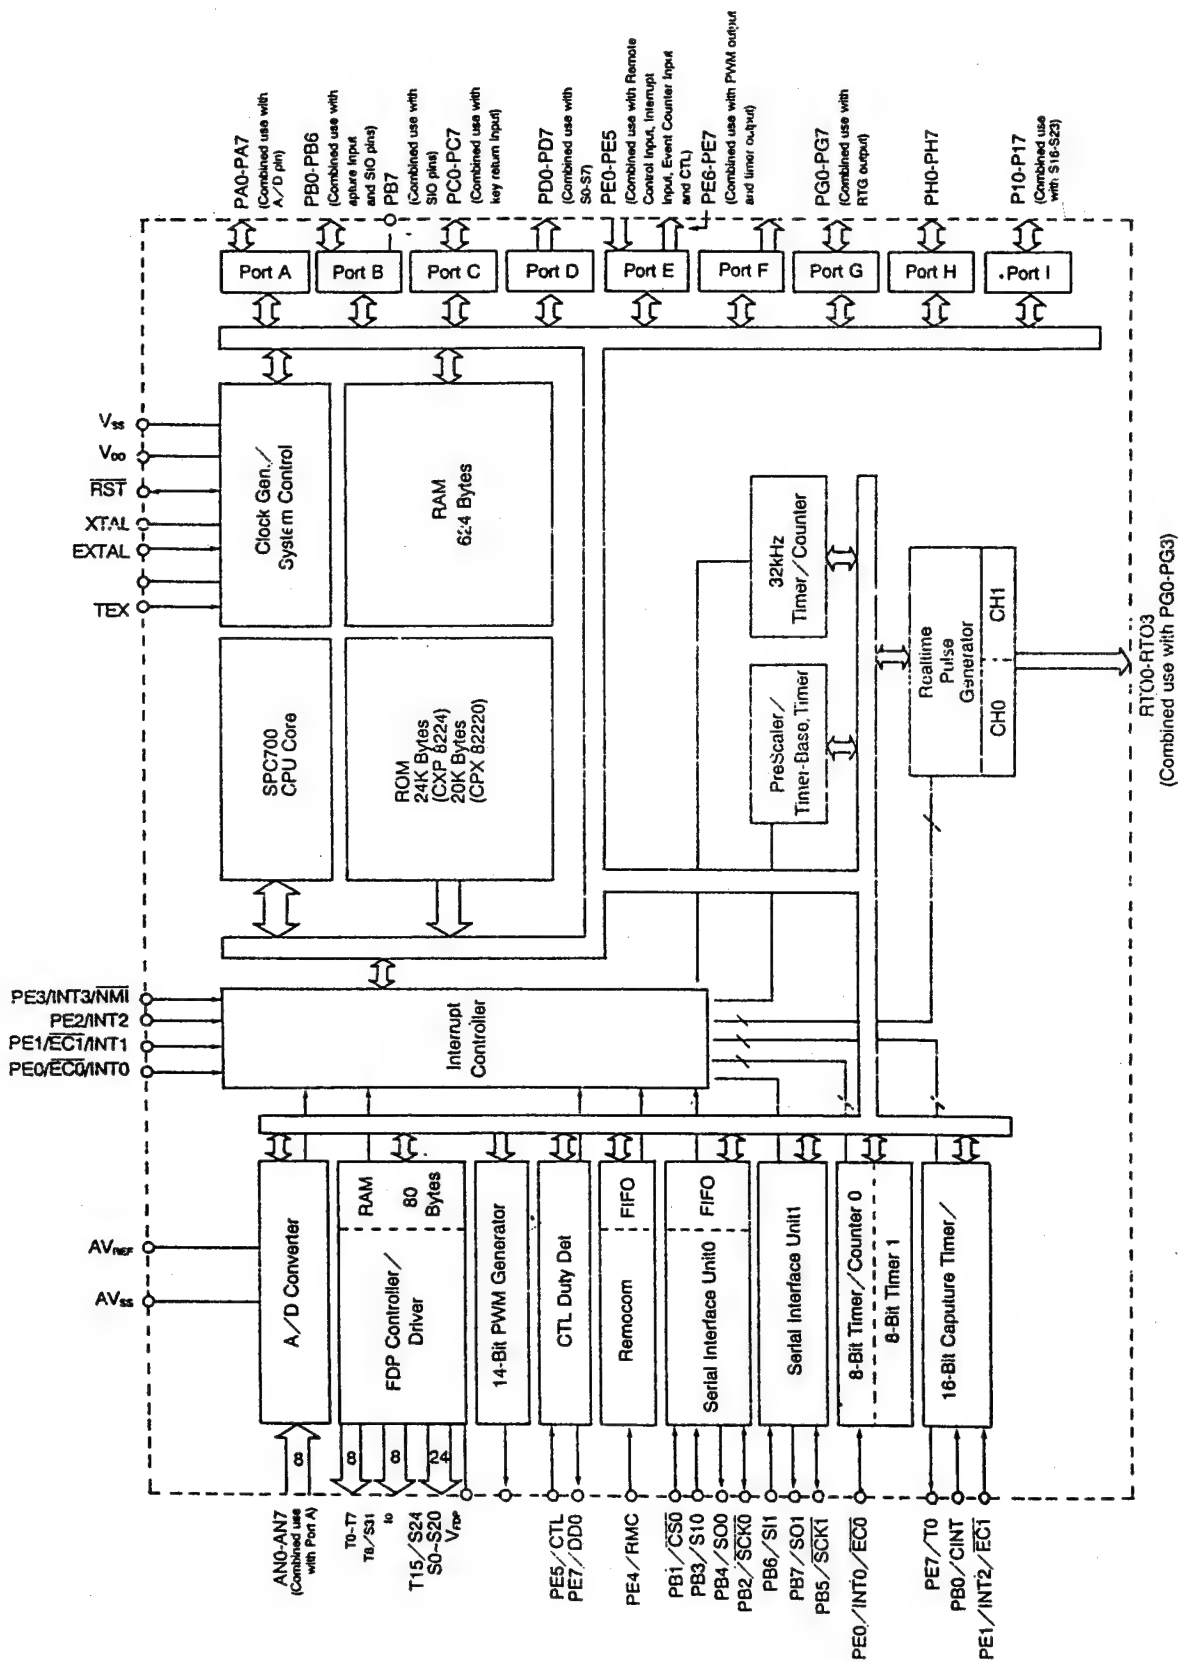 PA0-PA7
(Combined use with
A/D pin)
PB0-PB6
(Combined use with
apture Input
and SIO pins)
PB7
(Combined use with
SIO pins)
PC0-PC7
(Combined use with
key return Input)
PD0-PD7
(Combined use with
S0-S7)
PE0-PE5
(Combined use with Remote
Control Input, Interrupt
Input, Event Counter Input
and CTL)
PE6-PE7
(Combined use with PWM output
and timor output)
PG0-PG7
(Combined use with
RTG output)
PH0-PH7
P10-P17
(Combined use
with S16-S23)
Port A
Port B
Port C
Port D
Port E
Port F
Port G
Port H
Port I
VSS
VDD
RST
XTAL
EXTAL
TEX
Clock Gen./
System Control
RAM
624 Bytes
SPC700
CPU Core
ROM
24K Bytes
(CXP 8224)
20K Bytes
(CPX 82220)
32kHz
Timer/Counter
PreScaler/
Timer-Base, Timer
Realtime
Pulse
Generator
CH0
CH1
RTO0-RTO3
(Combined use with PG0-PG3)
PE3/INT3/NMI
PE2/INT2
PE1/EC1/INT1
PE0/EC0/INT0
Interrupt
Controller
AVREF
AVSS
A/D Converter
FDP Controller/
Driver
RAM
80
Bytes
14-Bit PWM Generator
CTL Duty Det
Remocom
FIFO
Serial Interface Unit0
FIFO
Serial Interface Unit1
8-Bit Timer/Counter 0
8-Bit Timer 1
16-Bit Caputure Timer/
8
8
8
24
AN0-AN7
(Combined use
with Port A)
T0~T7
T8/S31
to
T15/S24
S0~S20
VFDP
PE5/CTL
PE7/DD0
PE4/RMC
PB1/CS0
PB3/S10
PB4/SO0
PB2/SCK0
PB6/SI1
PB7/SO1
PB5/SCK1
PE0/INT0/EC0
PE7/T0
PB0/CINT
PE1/INT2/EC1